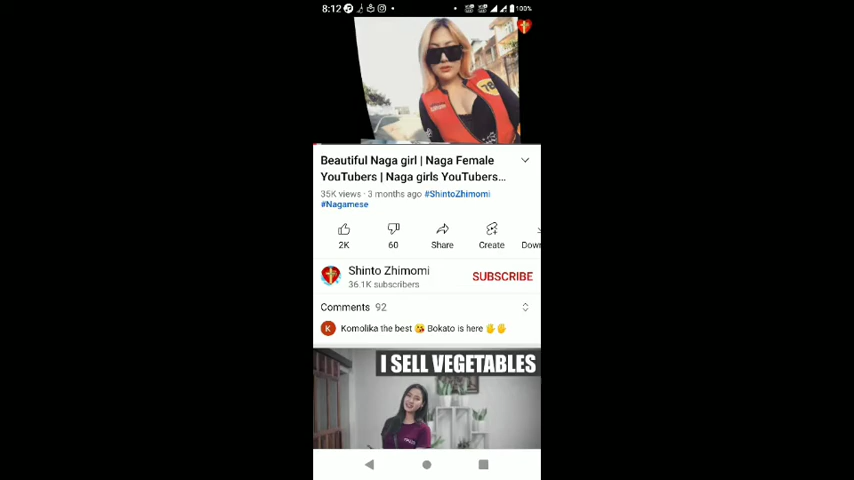 8:12
100%
78
Beautiful Naga girl | Naga Female
YouTubers | Naga girls YouTubers...
35K views · 3 months ago #ShintoZhimomi
#Nagamese
2K
60
Share
Create
Down
Shinto Zhimomi
36.1K subscribers
SUBSCRIBE
Comments 92
K
Komolika the best 😘 Bokato is here 🖐🖐
I SELL VEGETABLES